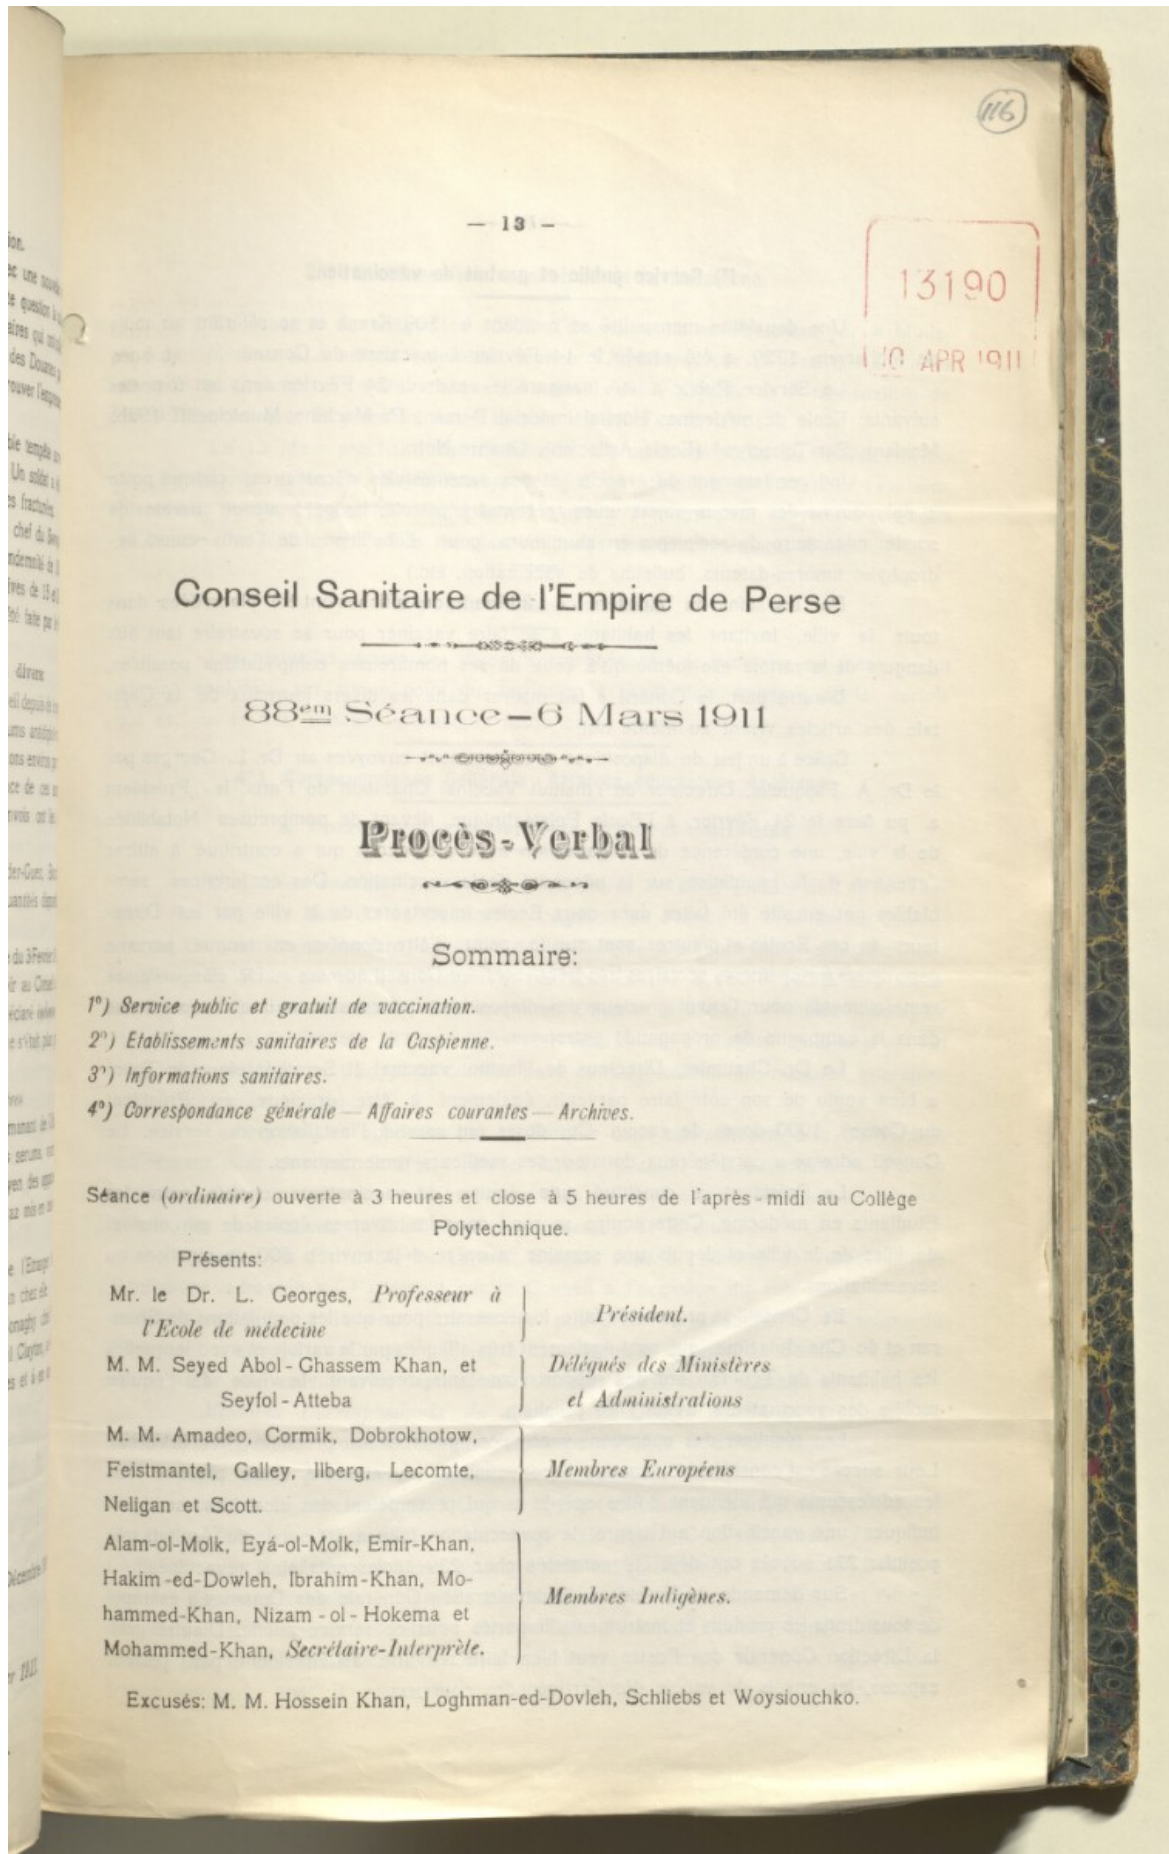 116
— 13 —
13190
10 APR 1911
Conseil Sanitaire de l'Empire de Perse
88em Séance — 6 Mars 1911
Procès-Verbal
Sommaire:
1°) Service public et gratuit de vaccination.
2°) Etablissements sanitaires de la Caspienne.
3°) Informations sanitaires.
4°) Correspondance générale — Affaires courantes — Archives.
Séance (ordinaire) ouverte à 3 heures et close à 5 heures de l'après-midi au Collège
Polytechnique.
Présents:
Mr. le Dr. L. Georges, Professeur à
l'Ecole de médecine
Président.
M. M. Seyed Abol-Ghassem Khan, et
Seyfol-Atteba
Délégués des Ministères
et Administrations
M. M. Amadeo, Cormik, Dobrokhotow,
Feistmantel, Galley, Ilberg, Lecomte,
Neligan et Scott.
Membres Européens
Alam-ol-Molk, Eyá-ol-Molk, Emir-Khan,
Hakim-ed-Dowleh, Ibrahim-Khan, Mo-
hammed-Khan, Nizam-ol-Hokema et
Mohammed-Khan, Secrétaire-Interprète.
Membres Indigènes.
Excusés: M. M. Hossein Khan, Loghman-ed-Dovleh, Schliebs et Woysiouchko.